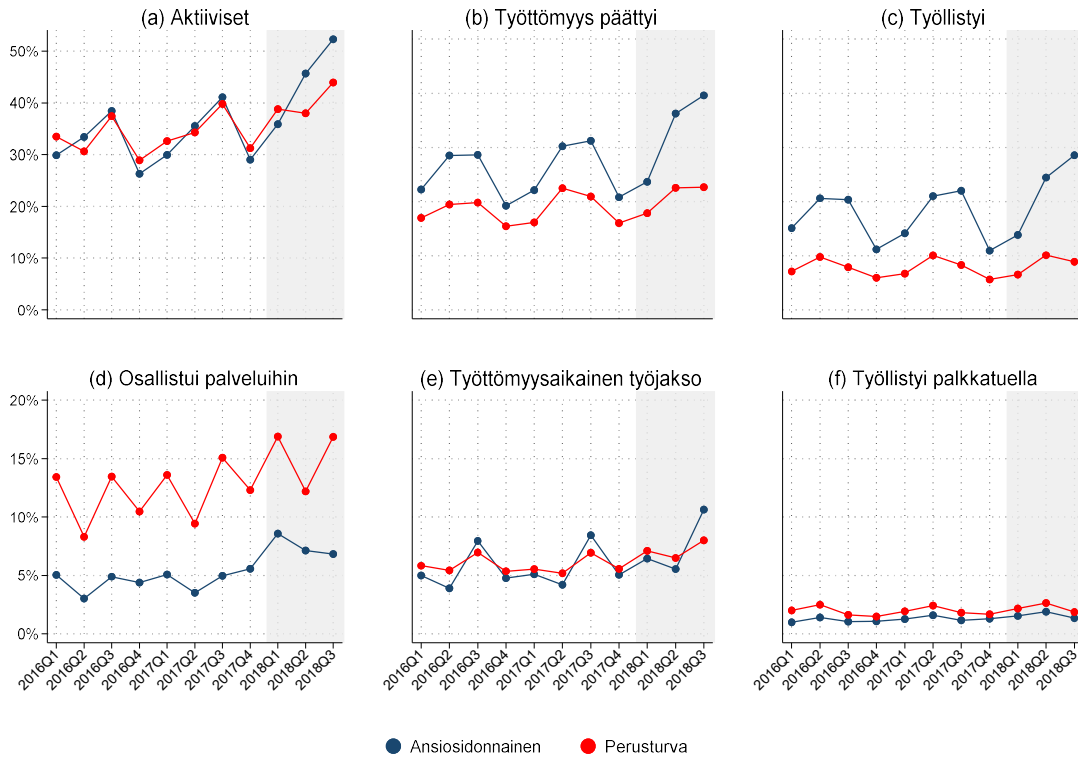 (a) Aktiiviset
(b) Työttömyys päättyi
(c) Työllistyi
50%
40%
30%
20%
10%
0%
(d) Osallistui palveluihin
(e) Työttömyysaikainen työjakso
(f) Työllistyi palkkatuella
20%
15%
10%
5%
0%
2016Q1 2016Q2 2016Q3 2016Q4 2017Q1 2017Q2 2017Q3 2017Q4 2018Q1 2018Q2 2018Q3
2016Q1 2016Q2 2016Q3 2016Q4 2017Q1 2017Q2 2017Q3 2017Q4 2018Q1 2018Q2 2018Q3
2016Q1 2016Q2 2016Q3 2016Q4 2017Q1 2017Q2 2017Q3 2017Q4 2018Q1 2018Q2 2018Q3
Ansiosidonnainen
Perusturva